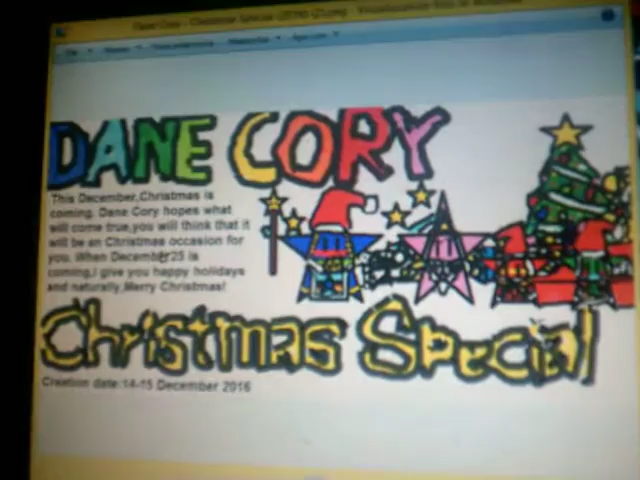 DANE CORY
This December,Christmas is
coming. Dane Cory hopes what
will come true,you will think that it
will be an Christmas occasion for
you. When December25 is
coming,I give you happy holidays
and naturally,Merry Christmas!
Christmas Special
Creation date:14-15 December 2016